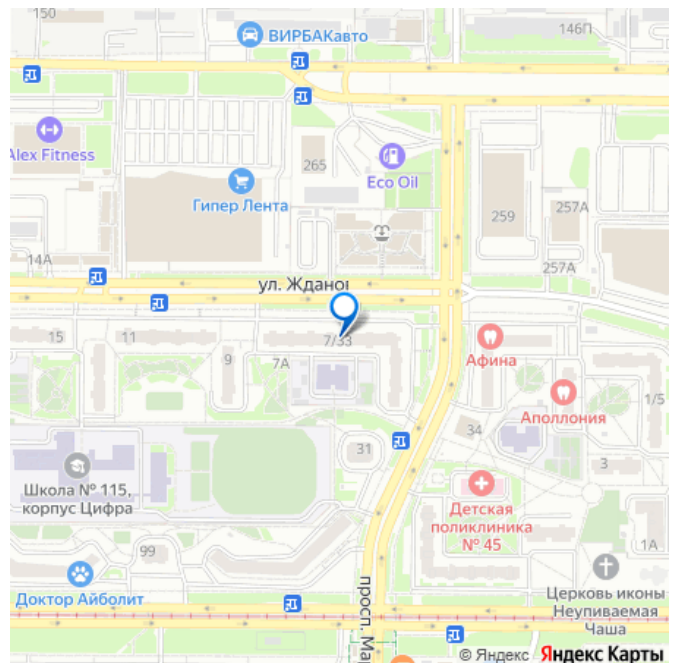 150
146П
ВИРБАКавто
Alex Fitness
265
Eco Oil
Гипер Лента
259
257А
14А
257А
ул. Жданов
15
11
9
7/33
7А
Афина
Аполлония
1/5
31
34
3
Школа № 115,
корпус Цифра
Детская
поликлиника
№ 45
99
1А
Доктор Айболит
Церковь иконы
Неупиваемая
Чаша
просп. Ма
© Яндекс Яндекс Карты